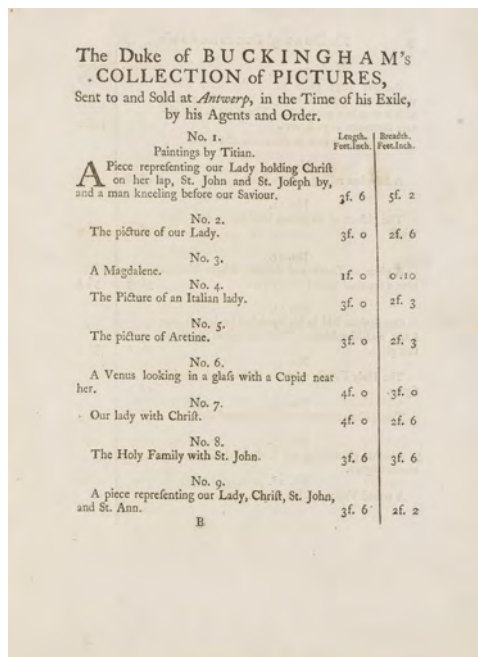 The Duke of BUCKINGHAM's
COLLECTION of PICTURES,
Sent to and Sold at Antwerp, in the Time of his Exile,
by his Agents and Order.
No. 1.
Length. Breadth.
Feet.Inch. Feet.Inch.
Paintings by Titian.
A Piece repreſenting our Lady holding Chriſt
on her lap, St. John and St. Joſeph by,
and a man kneeling before our Saviour. 3f. 6 5f. 2
No. 2.
The picture of our Lady. 3f. 0 2f. 6
No. 3.
A Magdalene. 1f. 0 0.10
No. 4.
The Picture of an Italian lady. 3f. 0 2f. 3
No. 5.
The picture of Aretine. 3f. 0 2f. 3
No. 6.
A Venus looking in a glaſs with a Cupid near
her. 4f. 0 3f. 0
No. 7.
Our lady with Chriſt. 4f. 0 2f. 6
No. 8.
The Holy Family with St. John. 3f. 6 3f. 6
No. 9.
A piece repreſenting our Lady, Chriſt, St. John,
and St. Ann. 3f. 6 2f. 2
B